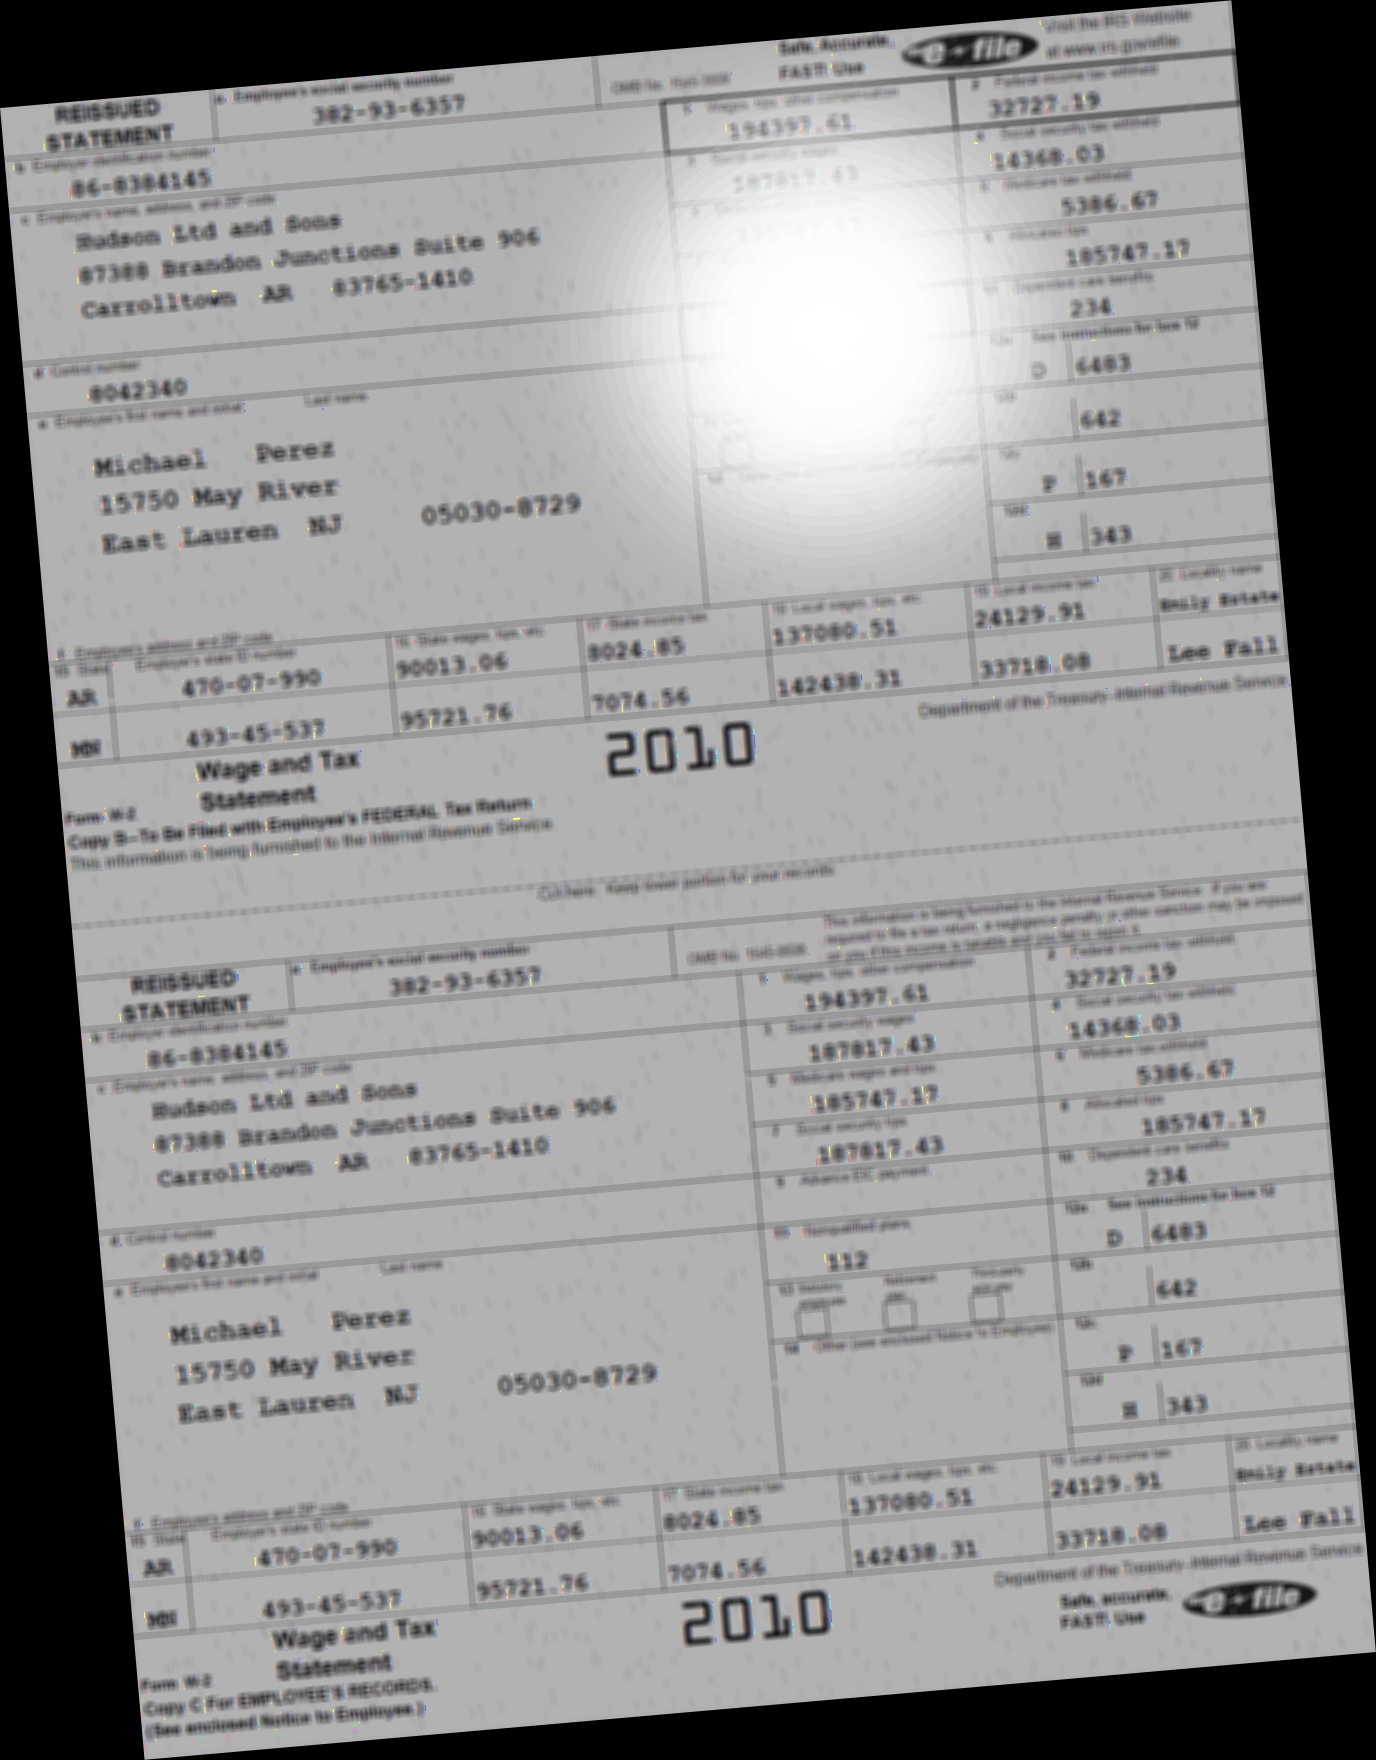 Visit the IRS Website
Safe, Accurate,
e-file
at www.irs.gov/efile
FAST! Use
REISSUED
STATEMENT
a Employee's social security number
382-93-6357
OMB No. 1545-0008
1 Wages, tips, other compensation
194397.61
2 Federal income tax withheld
32727.19
b Employer identification number
86-8384145
3 Social security wages
187817.43
4 Social security tax withheld
14368.03
c Employer's name, address, and ZIP code
Hudson Ltd and Sons
87388 Brandon Junctions Suite 906
Carrolltown AR 83765-1410
6 Medicare tax withheld
5386.67
8 Allocated tips
185747.17
10 Dependent care benefits
234
d Control number
8042340
12a See instructions for box 12
D 6483
e Employee's first name and initial Last name
Michael Perez
15750 May River
East Lauren NJ 05030-8729
12b
642
12c
P 167
12d
343
f Employee's address and ZIP code
15 State Employer's state ID number
16 State wages, tips, etc.
17 State income tax
18 Local wages, tips, etc.
19 Local income tax
20 Locality name
AR 470-07-990 90013.06 8024.85 137080.51 24129.91 Emily Estate
493-45-537 95721.76 7074.56 142438.31 33718.08 Lee Fall
Wage and Tax
Statement
2010
Department of the Treasury-Internal Revenue Service
Form W-2
Copy B—To Be Filed with Employee's FEDERAL Tax Return
This information is being furnished to the Internal Revenue Service.
Cut here. Keep lower portion for your records.
This information is being furnished to the Internal Revenue Service. If you are
required to file a tax return, a negligence penalty or other sanction may be imposed
on you if this income is taxable and you fail to report it.
REISSUED
STATEMENT
a Employee's social security number
382-93-6357
OMB No. 1545-0008
1 Wages, tips, other compensation
194397.61
2 Federal income tax withheld
32727.19
b Employer identification number
86-8384145
3 Social security wages
187817.43
4 Social security tax withheld
14368.03
c Employer's name, address, and ZIP code
Hudson Ltd and Sons
87388 Brandon Junctions Suite 906
Carrolltown AR 83765-1410
5 Medicare wages and tips
185747.17
6 Medicare tax withheld
5386.67
7 Social security tips
187817.43
8 Allocated tips
185747.17
9 Advance EIC payment
10 Dependent care benefits
234
d Control number
8042340
11 Nonqualified plans
112
12a See instructions for box 12
D 6483
e Employee's first name and initial Last name
Michael Perez
15750 May River
East Lauren NJ 05030-8729
13 Statutory employee
Retirement plan
Third-party sick pay
12b
642
14 Other (see enclosed Notice to Employee)
12c
P 167
12d
343
f Employee's address and ZIP code
15 State Employer's state ID number
16 State wages, tips, etc.
17 State income tax
18 Local wages, tips, etc.
19 Local income tax
20 Locality name
AR 470-07-990 90013.06 8024.85 137080.51 24129.91 Emily Estate
493-45-537 95721.76 7074.56 142438.31 33718.08 Lee Fall
Wage and Tax
Statement
2010
Department of the Treasury-Internal Revenue Service
Safe, accurate,
FAST! Use
e-file
Form W-2
Copy C For EMPLOYEE'S RECORDS.
(See enclosed Notice to Employee.)